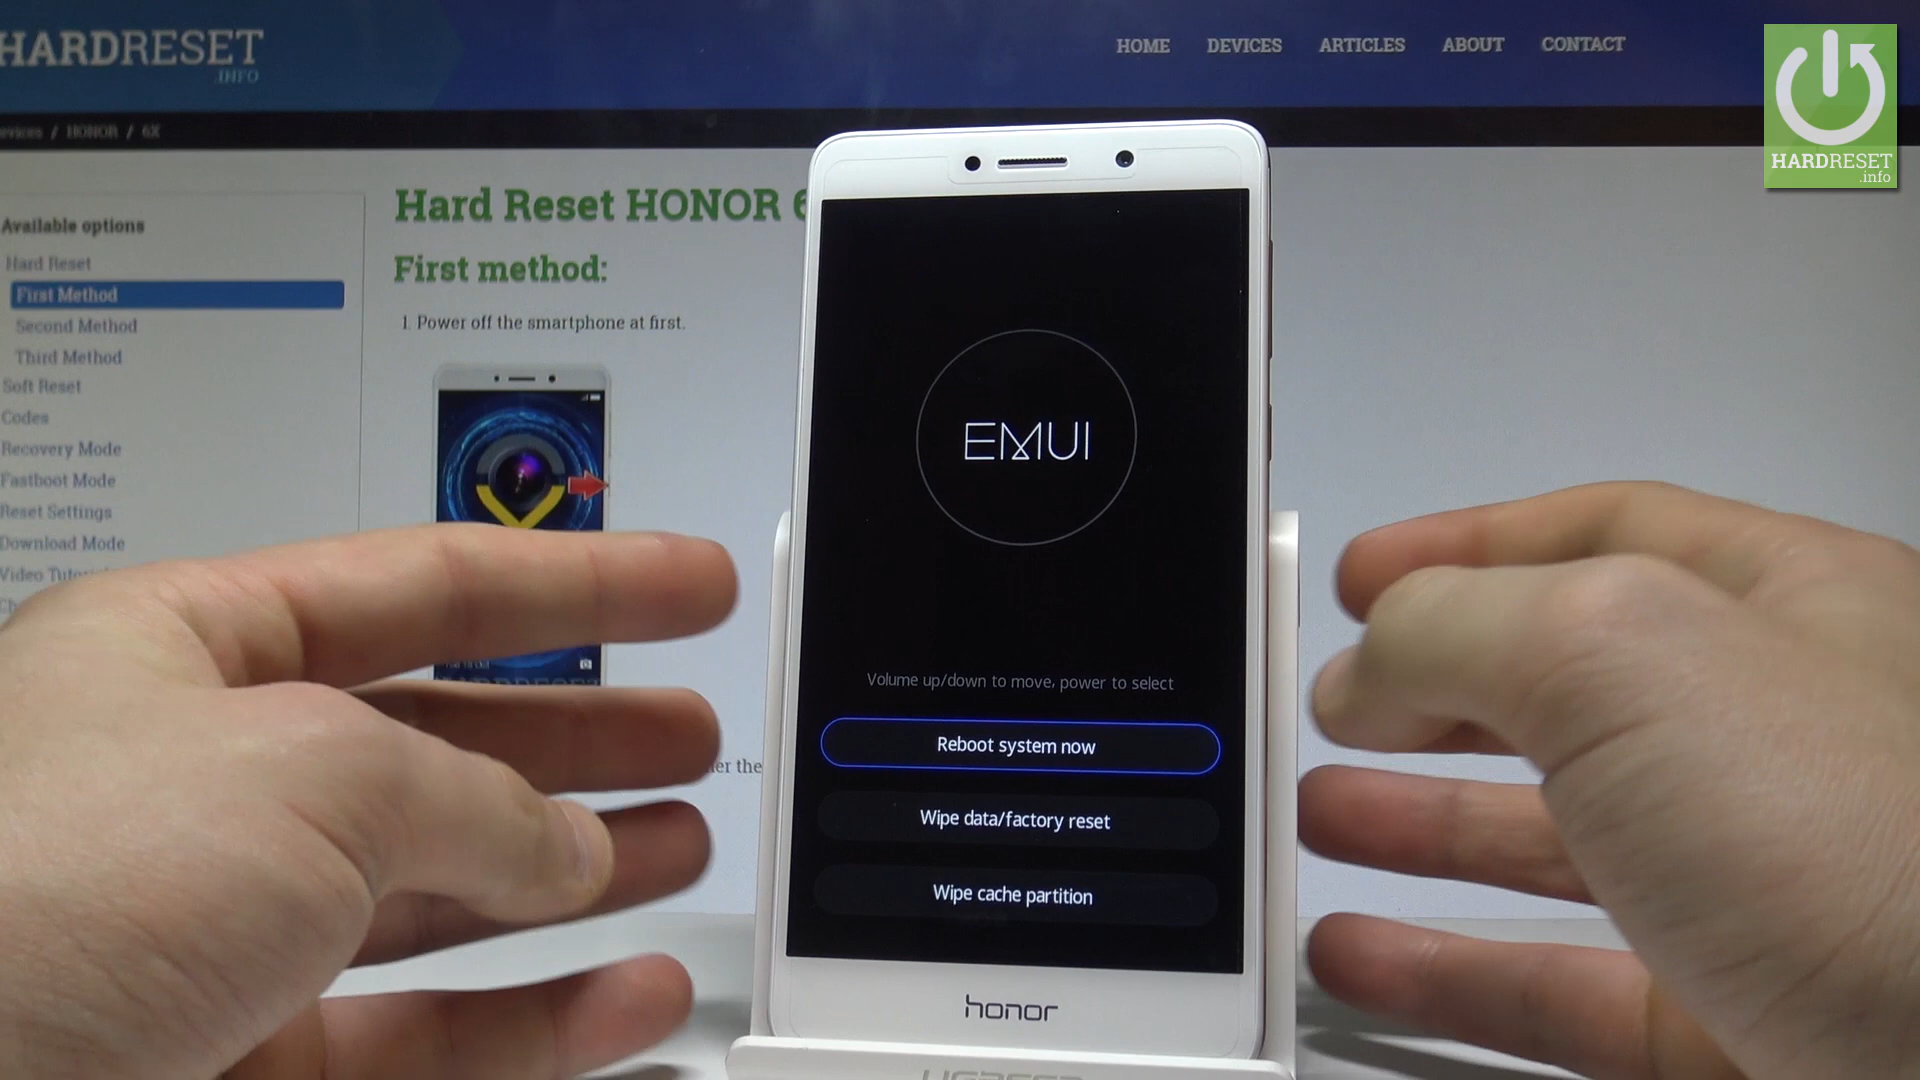 HARDRESET
.INFO
HOME DEVICES ARTICLES ABOUT CONTACT
HARDRESET
.info
/ HONOR / 6X
Available options
Hard Reset
First Method
Second Method
Third Method
Soft Reset
Codes
Recovery Mode
Fastboot Mode
Reset Settings
Download Mode
Video
Hard Reset HONOR
First method:
1. Power off the smartphone at first.
the
EMUI
Volume up/down to move, power to select
Reboot system now
Wipe data/factory reset
Wipe cache partition
honor